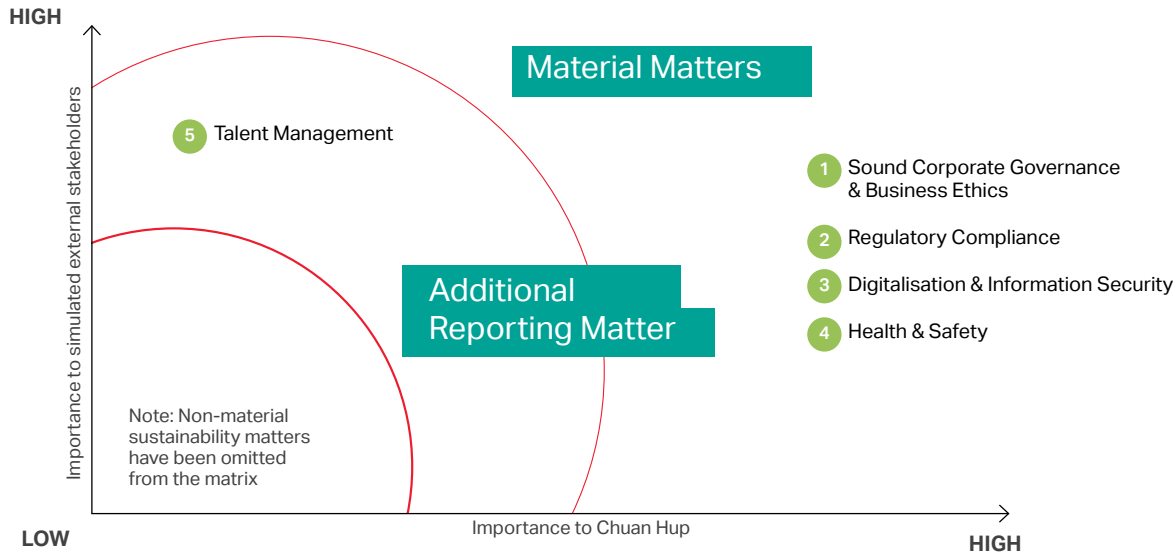 HIGH
Material Matters
5 Talent Management
1 Sound Corporate Governance
& Business Ethics
2 Regulatory Compliance
3 Digitalisation & Information Security
4 Health & Safety
Additional
Reporting Matter
Importance to simulated external stakeholders
Note: Non-material
sustainability matters
have been omitted
from the matrix
LOW
Importance to Chuan Hup
HIGH